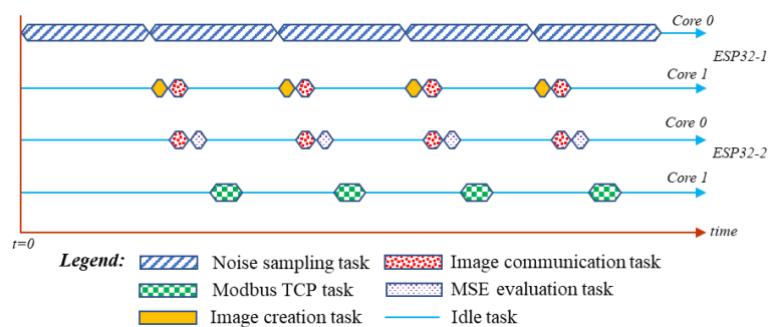 Core 0
ESP32-1
Core 1
Core 0
ESP32-2
Core 1
time
t=0
Legend:
Noise sampling task
Image communication task
Modbus TCP task
MSE evaluation task
Image creation task
Idle task